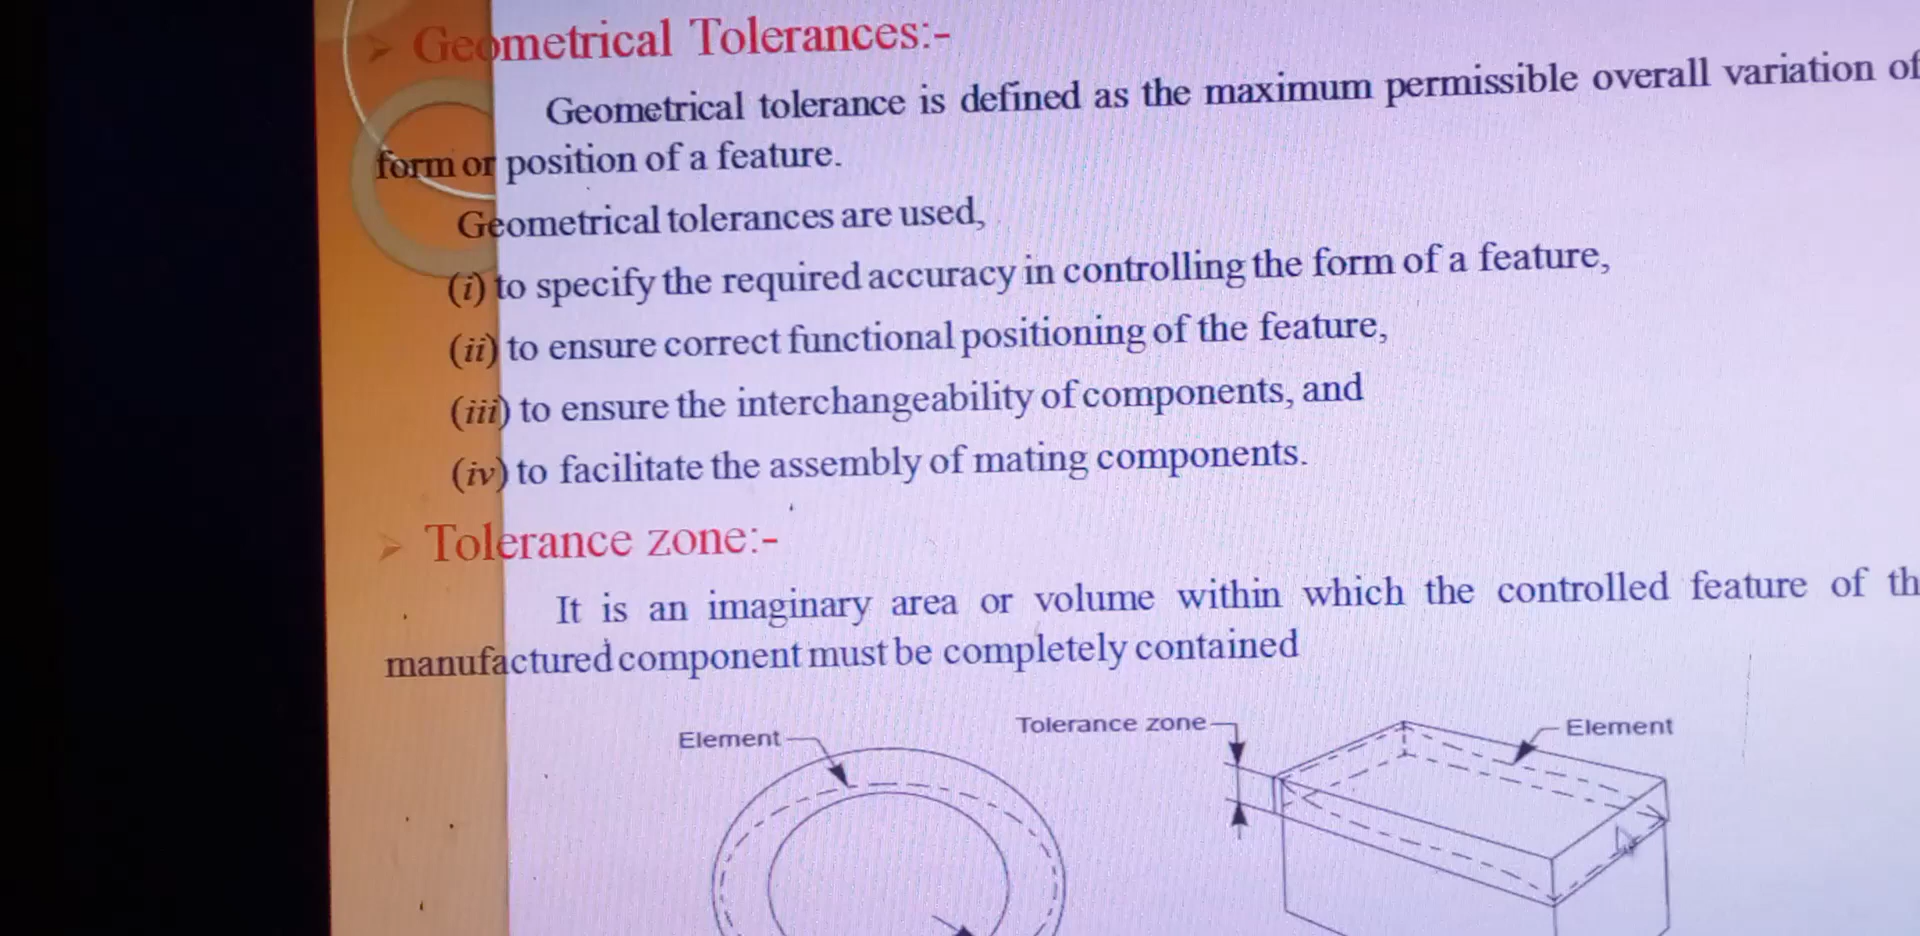 ➢ Geometrical Tolerances:-
Geometrical tolerance is defined as the maximum permissible overall variation of
form or position of a feature.
Geometrical tolerances are used,
(i) to specify the required accuracy in controlling the form of a feature,
(ii) to ensure correct functional positioning of the feature,
(iii) to ensure the interchangeability of components, and
(iv) to facilitate the assembly of mating components.
➢ Tolerance zone:-
It is an imaginary area or volume within which the controlled feature of th
manufactured component must be completely contained
Element
Tolerance zone
Element